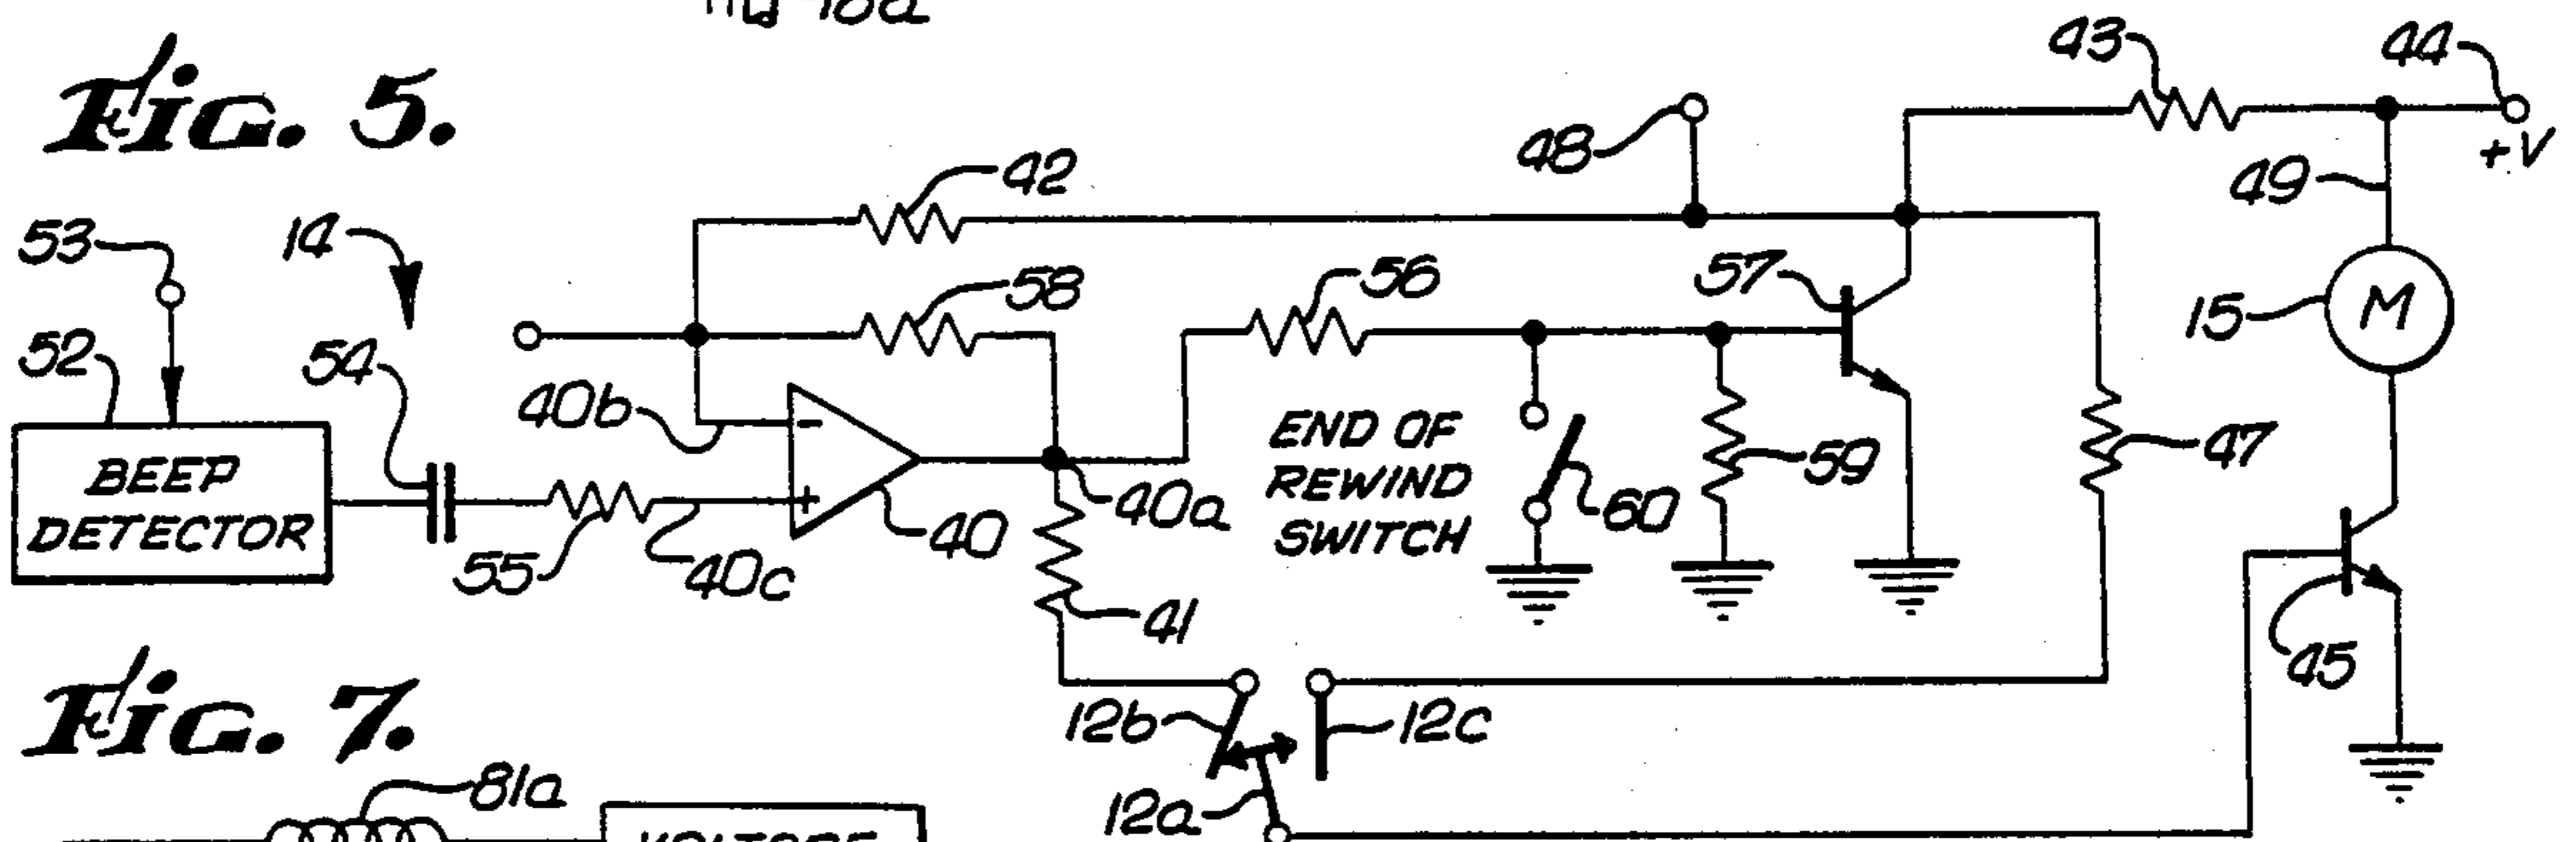 Fig. 5.
43
44
+V
48
49
42
53
14
58
56
57
15
M
52
54
40b
END OF
REWIND
SWITCH
BEEP
DETECTOR
−
+
55
40c
40
40a
60
59
47
41
45
Fig. 7.
12b
12c
81a
12a